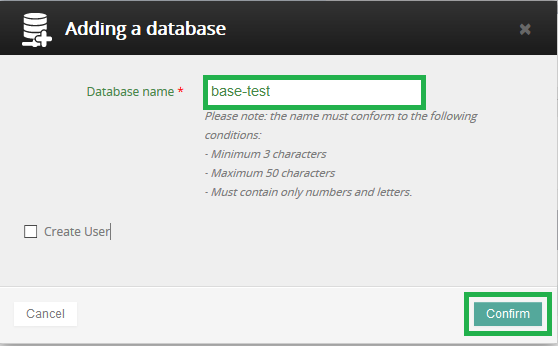 Adding a database
Database name *
base-test
Please note: the name must conform to the following
conditions:
- Minimum 3 characters
- Maximum 50 characters
- Must contain only numbers and letters.
Create User
Cancel
Confirm